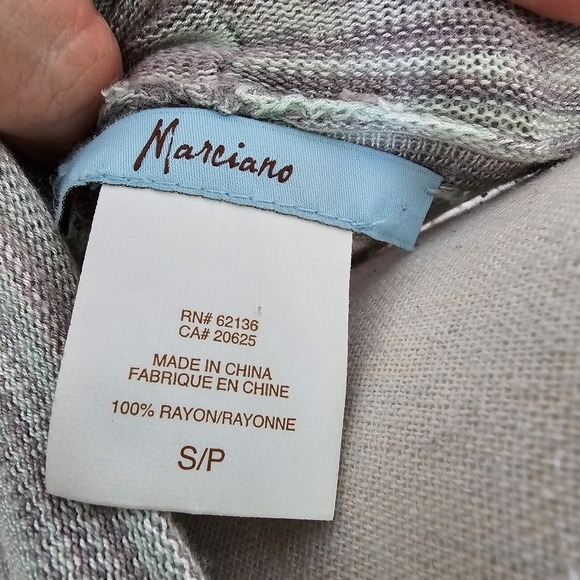 Marciano
RN# 62136
CA# 20625
MADE IN CHINA
FABRIQUE EN CHINE
100% RAYON/RAYONNE
S/P